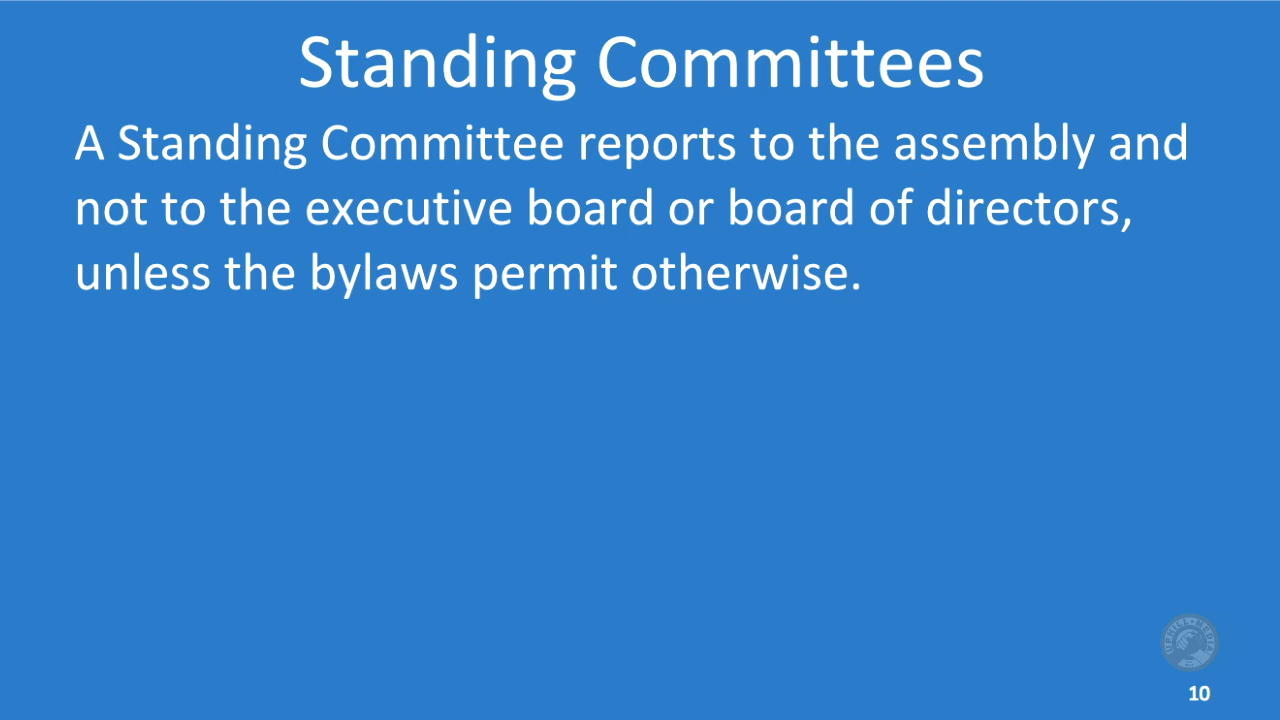 Standing Committees
A Standing Committee reports to the assembly and
not to the executive board or board of directors,
unless the bylaws permit otherwise.
10